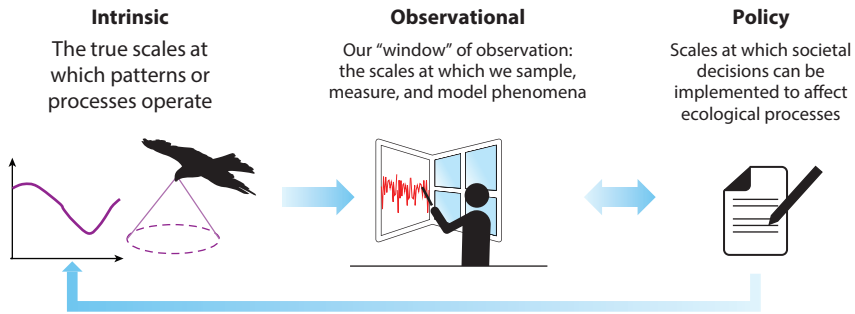 Intrinsic
The true scales at
which patterns or
processes operate
Observational
Our “window” of observation:
the scales at which we sample,
measure, and model phenomena
Policy
Scales at which societal
decisions can be
implemented to affect
ecological processes